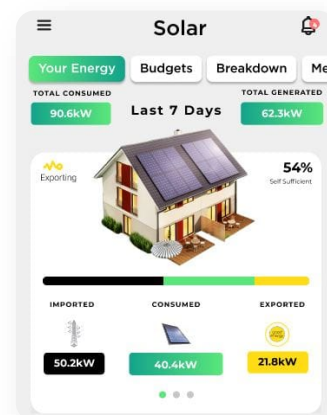 Solar
Your Energy Budgets Breakdown Me
TOTAL CONSUMED TOTAL GENERATED
90.6kW Last 7 Days 62.3kW
Exporting
54%
Self Sufficient
IMPORTED CONSUMED EXPORTED
50.2kW 40.4kW 21.8kW